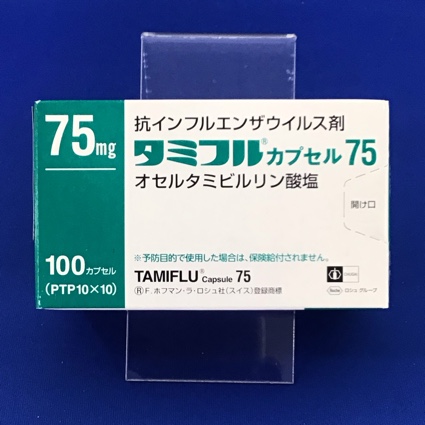 75mg
抗インフルエンザウイルス剤
タミフル®カプセル75
オセルタミビルリン酸塩
開け口
※予防目的で使用した場合は、保険給付されません。
100カプセル
(PTP10×10)
TAMIFLU® Capsule 75
Ⓡ F. ホフマン・ラ・ロシュ社(スイス)登録商標
Roche ロシュ グループ